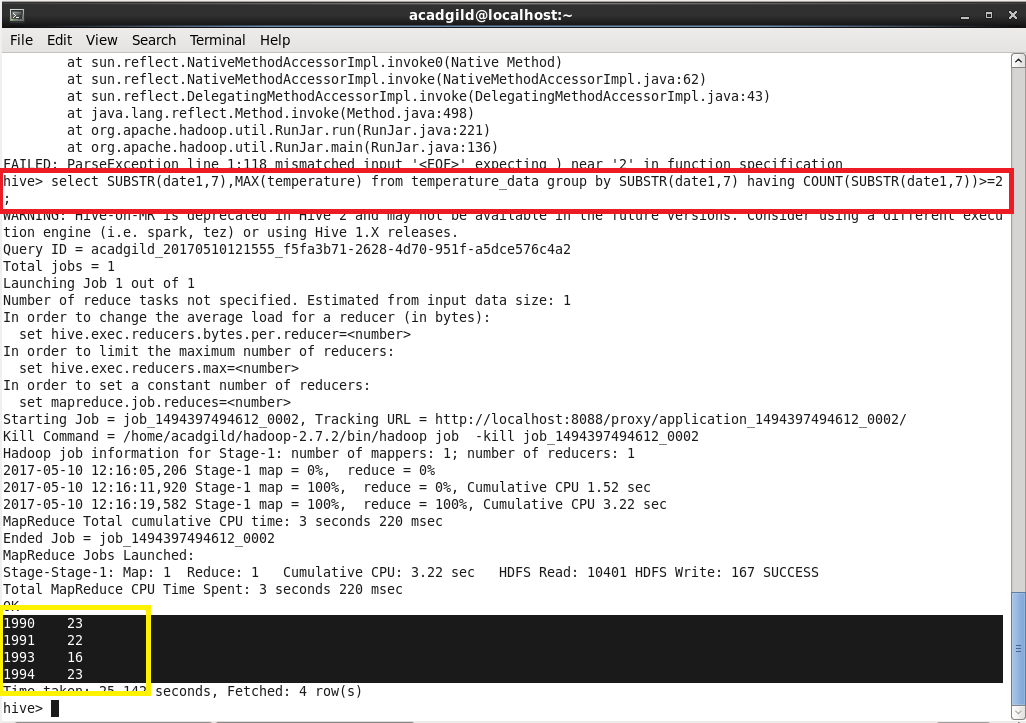 acadgild@localhost:~
File Edit View Search Terminal Help
at sun.reflect.NativeMethodAccessorImpl.invoke0(Native Method)
at sun.reflect.NativeMethodAccessorImpl.invoke(NativeMethodAccessorImpl.java:62)
at sun.reflect.DelegatingMethodAccessorImpl.invoke(DelegatingMethodAccessorImpl.java:43)
at java.lang.reflect.Method.invoke(Method.java:498)
at org.apache.hadoop.util.RunJar.run(RunJar.java:221)
at org.apache.hadoop.util.RunJar.main(RunJar.java:136)
FAILED: ParseException line 1:118 mismatched input '<EOF>' expecting ) near '2' in function specification
hive> select SUBSTR(date1,7),MAX(temperature) from temperature_data group by SUBSTR(date1,7) having COUNT(SUBSTR(date1,7))>=2
;
WARNING: Hive-on-MR is deprecated in Hive 2 and may not be available in the future versions. Consider using a different execu
tion engine (i.e. spark, tez) or using Hive 1.X releases.
Query ID = acadgild_20170510121555_f5fa3b71-2628-4d70-951f-a5dce576c4a2
Total jobs = 1
Launching Job 1 out of 1
Number of reduce tasks not specified. Estimated from input data size: 1
In order to change the average load for a reducer (in bytes):
set hive.exec.reducers.bytes.per.reducer=<number>
In order to limit the maximum number of reducers:
set hive.exec.reducers.max=<number>
In order to set a constant number of reducers:
set mapreduce.job.reduces=<number>
Starting Job = job_1494397494612_0002, Tracking URL = http://localhost:8088/proxy/application_1494397494612_0002/
Kill Command = /home/acadgild/hadoop-2.7.2/bin/hadoop job  -kill job_1494397494612_0002
Hadoop job information for Stage-1: number of mappers: 1; number of reducers: 1
2017-05-10 12:16:05,206 Stage-1 map = 0%,  reduce = 0%
2017-05-10 12:16:11,920 Stage-1 map = 100%,  reduce = 0%, Cumulative CPU 1.52 sec
2017-05-10 12:16:19,582 Stage-1 map = 100%,  reduce = 100%, Cumulative CPU 3.22 sec
MapReduce Total cumulative CPU time: 3 seconds 220 msec
Ended Job = job_1494397494612_0002
MapReduce Jobs Launched:
Stage-Stage-1: Map: 1  Reduce: 1   Cumulative CPU: 3.22 sec   HDFS Read: 10401 HDFS Write: 167 SUCCESS
Total MapReduce CPU Time Spent: 3 seconds 220 msec
OK
1990    23
1991    22
1993    16
1994    23
Time taken: 25.142 seconds, Fetched: 4 row(s)
hive>